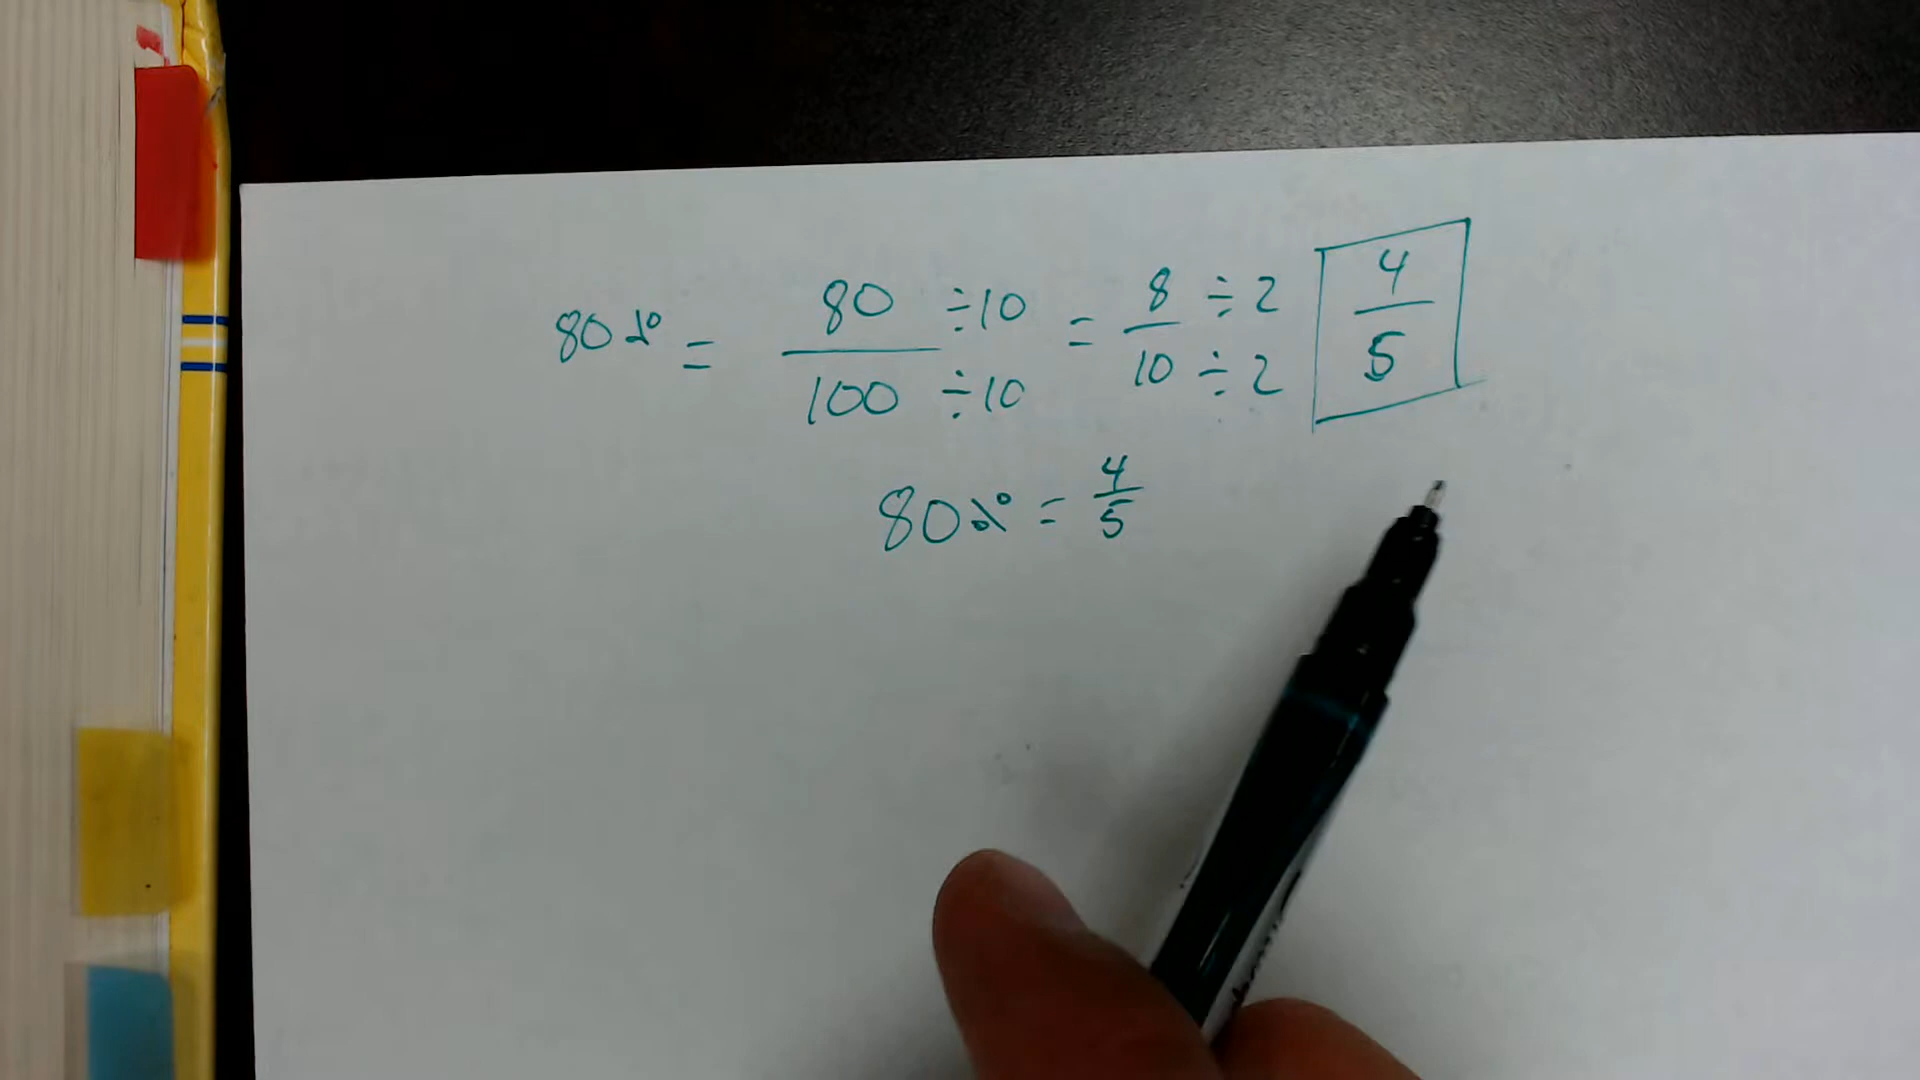 80% = 80/100 ÷10/÷10 = 8/10 ÷2/÷2 4/5
80% = 4/5